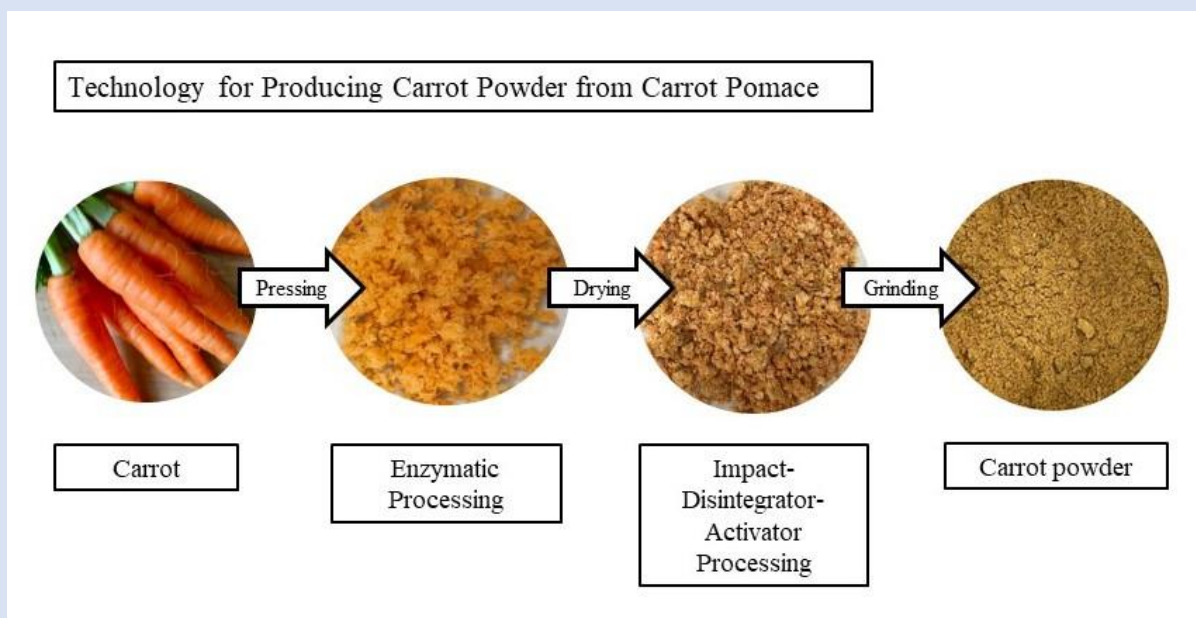 Technology for Producing Carrot Powder from Carrot Pomace
Pressing
Drying
Grinding
Carrot
Enzymatic
Processing
Impact-
Disintegrator-
Activator
Processing
Carrot powder